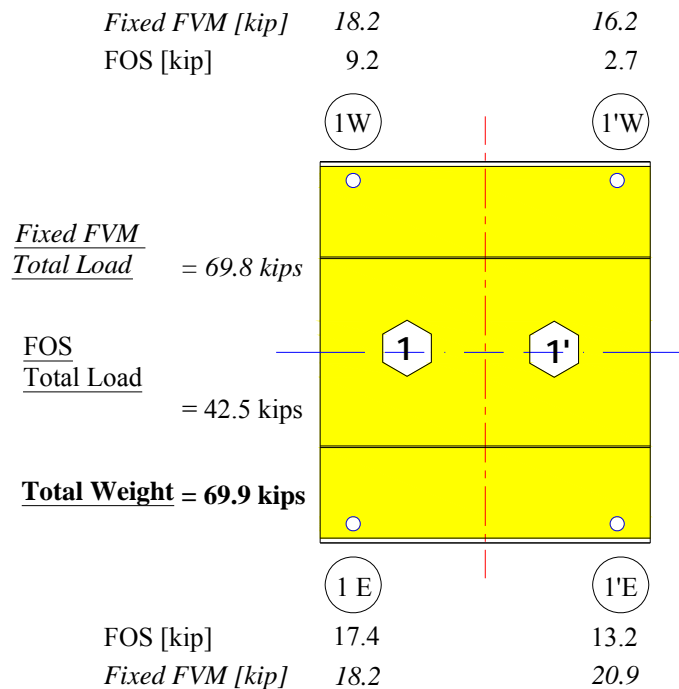 Fixed FVM [kip] 18.2 16.2
FOS [kip] 9.2 2.7
1W 1'W
Fixed FVM
Total Load = 69.8 kips
1 1'
FOS
Total Load
= 42.5 kips
Total Weight = 69.9 kips
1 E 1'E
FOS [kip] 17.4 13.2
Fixed FVM [kip] 18.2 20.9